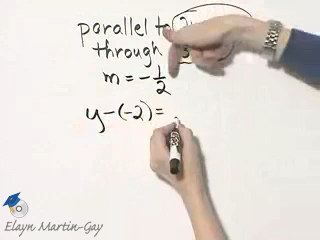 parallel to
through
m = -1/2
y-(-2)=
Elayn Martin-Gay